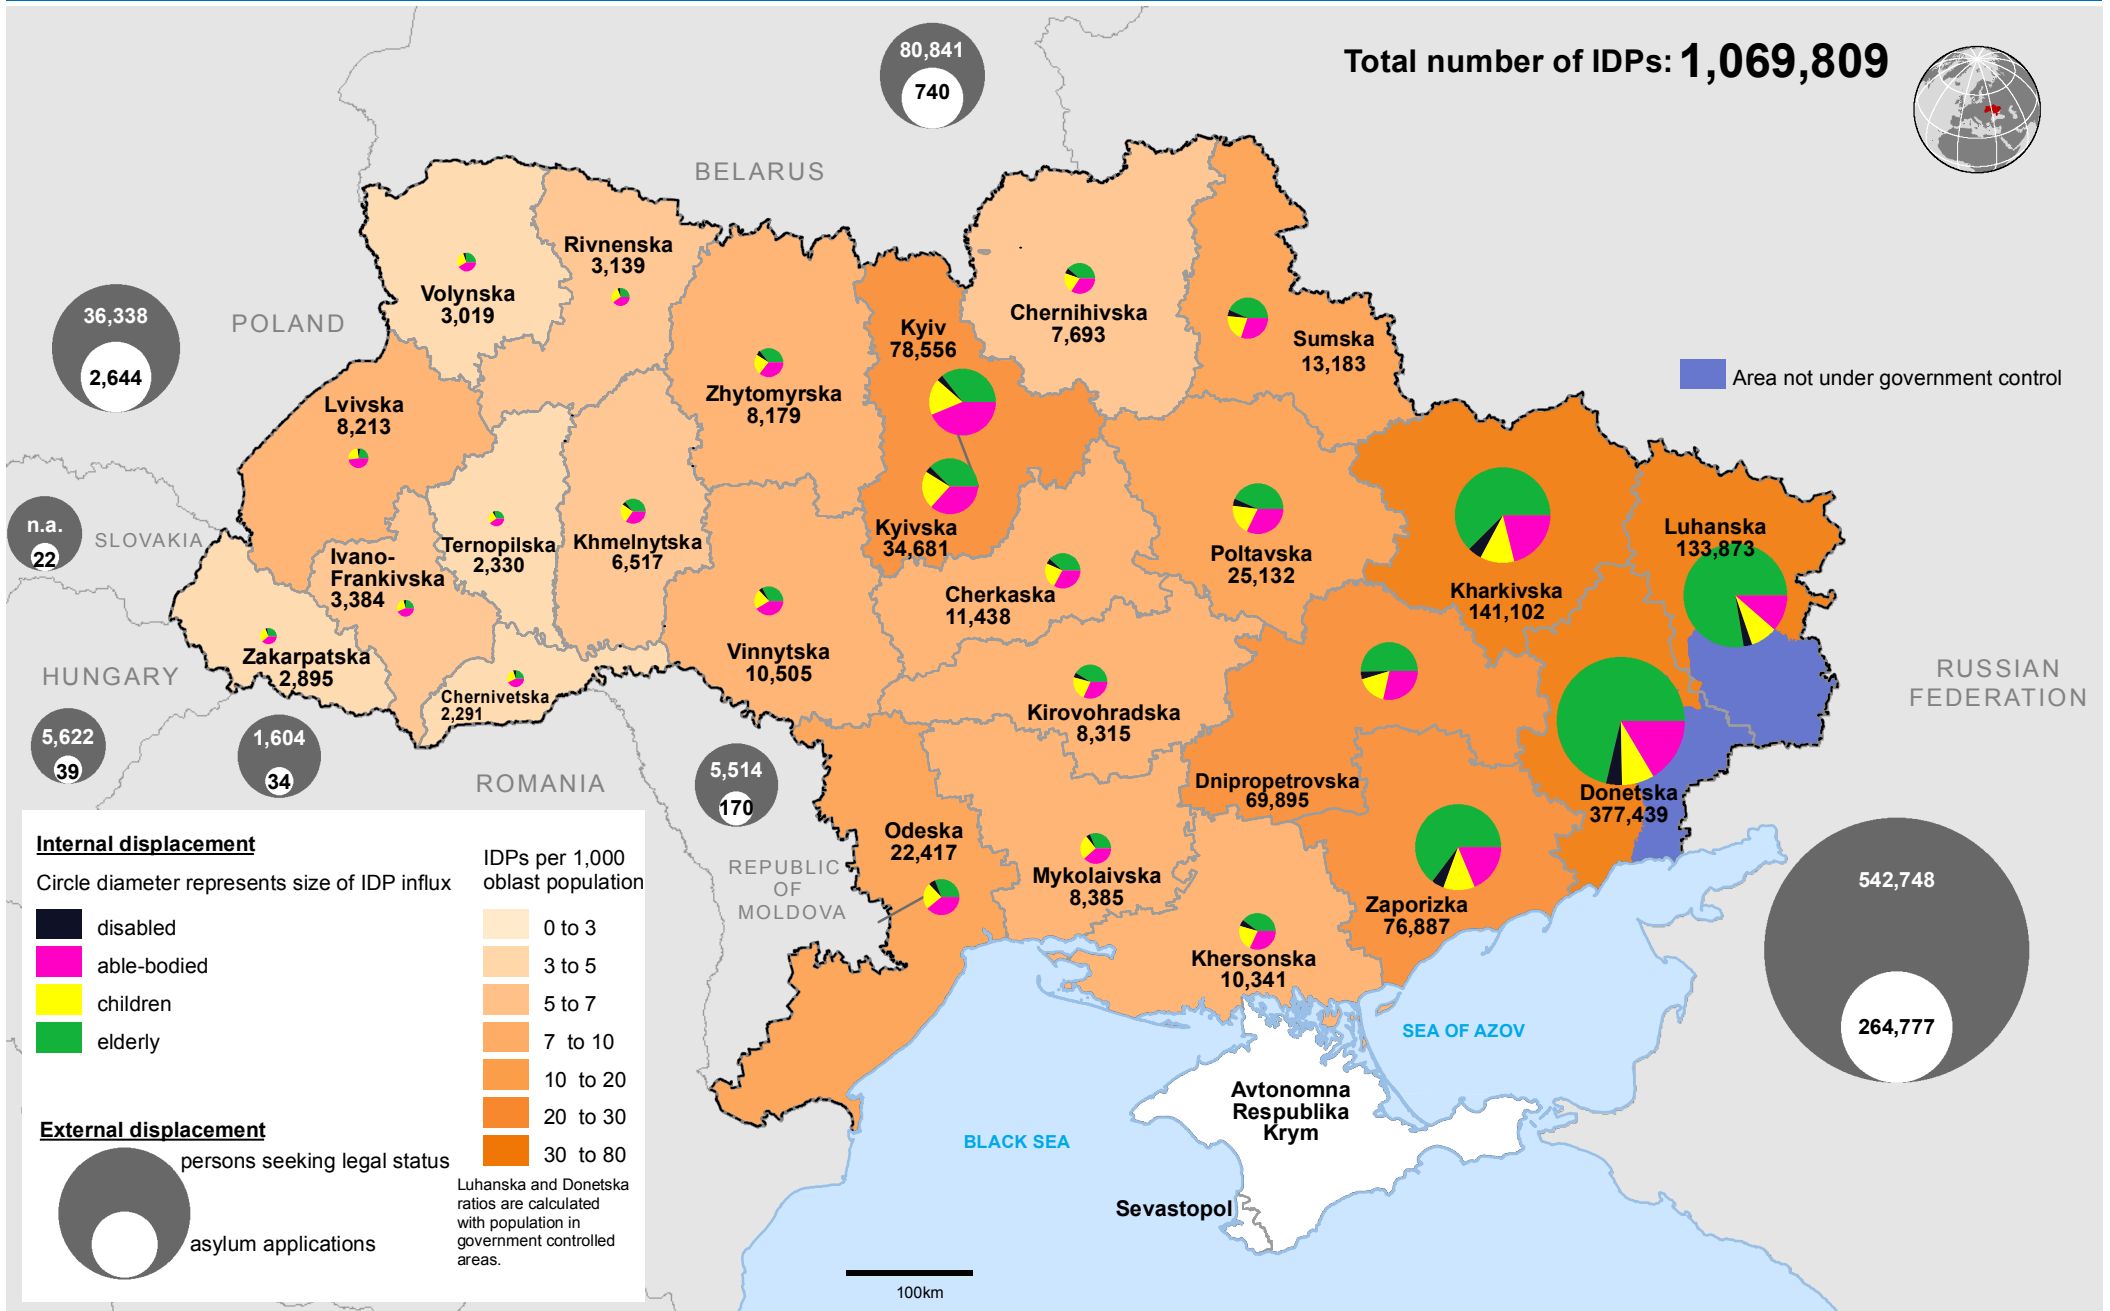 Total number of IDPs: 1,069,809
80,841
740
BELARUS
Rivnenska
3,139
Volynska
3,019
36,338
2,644
POLAND
Kyiv
78,556
Chernihivska
7,693
Sumska
13,183
Area not under government control
Lvivska
8,213
Zhytomyrska
8,179
n.a.
22
SLOVAKIA
Ternopilska
2,330
Khmelnytska
6,517
Kyivska
34,681
Poltavska
25,132
Luhanska
133,873
Kharkivska
141,102
Ivano-
Frankivska
3,384
Cherkaska
11,438
Zakarpatska
2,895
Vinnytska
10,505
HUNGARY
Chernivetska
2,291
Kirovohradska
8,315
RUSSIAN
FEDERATION
5,622
39
1,604
34
ROMANIA
5,514
170
Dnipropetrovska
69,895
Donetska
377,439
Odeska
22,417
REPUBLIC
OF
MOLDOVA
Mykolaivska
8,385
Zaporizka
76,887
542,748
264,777
Khersonska
10,341
SEA OF AZOV
Avtonomna
Respublika
Krym
BLACK SEA
Sevastopol
100km
Internal displacement
Circle diameter represents size of IDP influx
disabled
able-bodied
children
elderly
IDPs per 1,000
oblast population
0 to 3
3 to 5
5 to 7
7 to 10
10 to 20
20 to 30
30 to 80
Luhanska and Donetska
ratios are calculated
with population in
government controlled
areas.
External displacement
persons seeking legal status
asylum applications